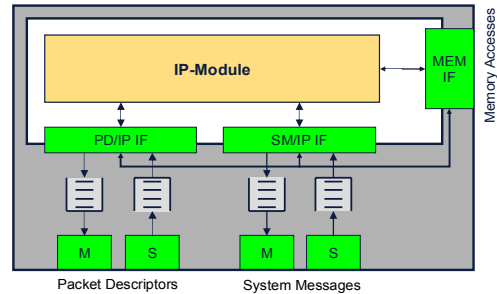 Memory Accesses
MEM
IF
IP-Module
PD/IP IF
SM/IP IF
M
S
M
S
Packet Descriptors
System Messages